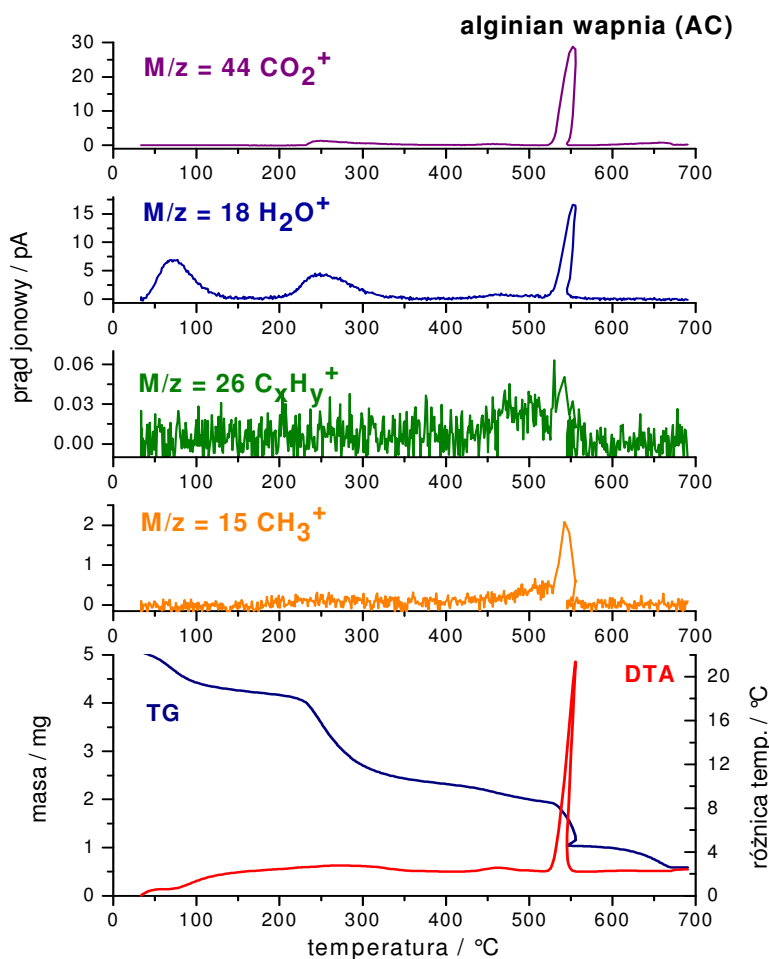 alginian wapnia (AC)
M/z = 44 CO₂⁺
30
20
10
0
0 100 200 300 400 500 600 700
M/z = 18 H₂O⁺
15
10
5
0
0 100 200 300 400 500 600 700
prąd jonowy / pA
M/z = 26 CₓHᵧ⁺
0.06
0.03
0.00
0 100 200 300 400 500 600 700
M/z = 15 CH₃⁺
2
1
0
0 100 200 300 400 500 600 700
TG
DTA
masa / mg
5
4
3
2
1
0
20
16
12
8
4
0
różnica temp. / °C
0 100 200 300 400 500 600 700
temperatura / °C